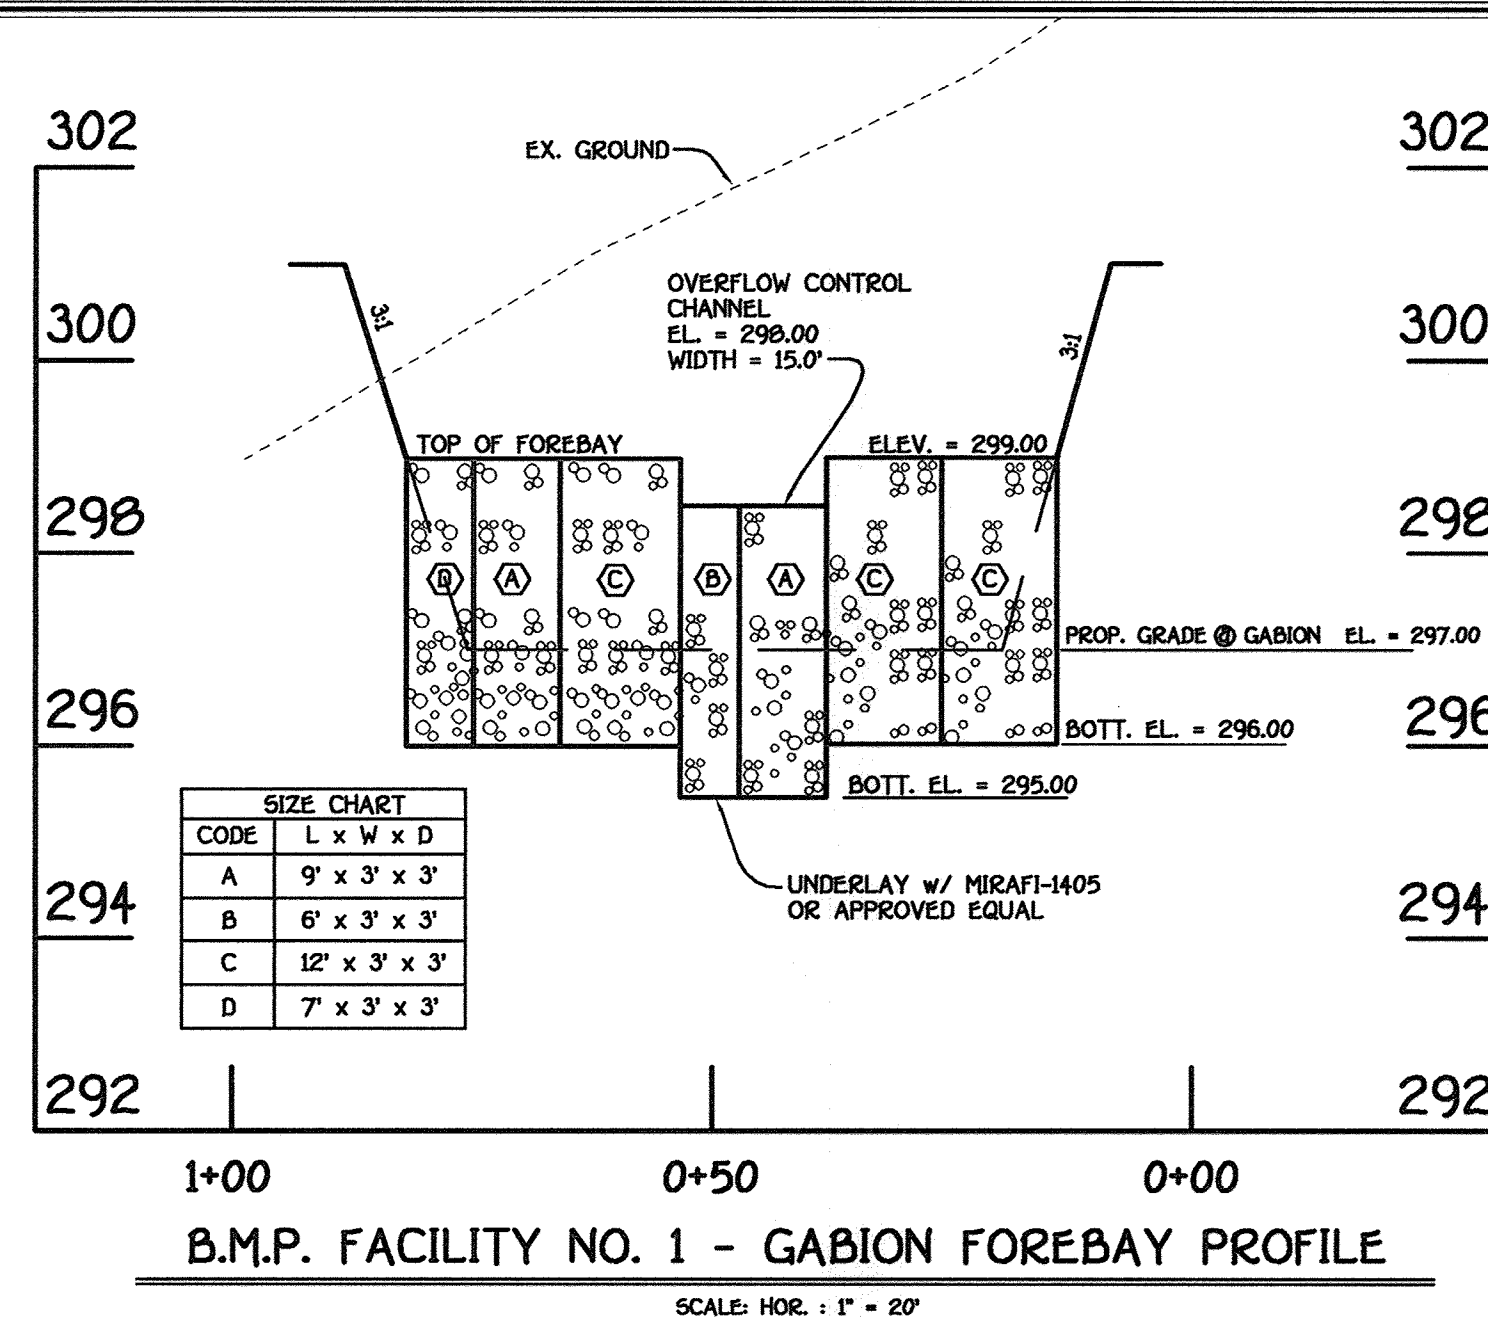 302
302
EX. GROUND
OVERFLOW CONTROL
CHANNEL
EL. = 298.00
WIDTH = 15.0'
3:1
3:1
300
300
TOP OF FOREBAY
ELEV. = 299.00
298
298
D
A
C
B
A
C
C
PROP. GRADE @ GABION EL. = 297.00
296
296
BOTT. EL. = 296.00
BOTT. EL. = 295.00
SIZE CHART
CODE L x W x D
A 9' x 3' x 3'
B 6' x 3' x 3'
C 12' x 3' x 3'
D 7' x 3' x 3'
UNDERLAY w/ MIRAFI-1405
OR APPROVED EQUAL
294
294
292
292
1+00 0+50 0+00
B.M.P. FACILITY NO. 1 - GABION FOREBAY PROFILE
SCALE: HOR. : 1" = 20'